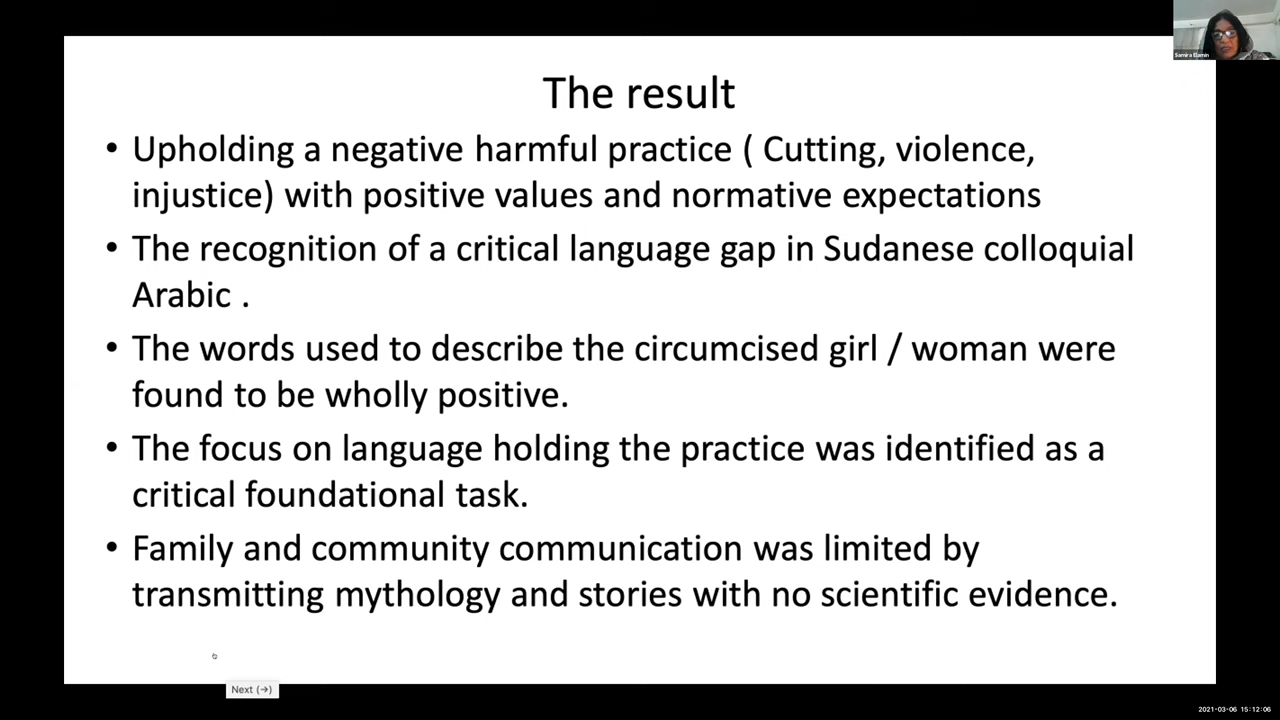 Samira Elamin
The result
• Upholding a negative harmful practice ( Cutting, violence,
injustice) with positive values and normative expectations
• The recognition of a critical language gap in Sudanese colloquial
Arabic .
• The words used to describe the circumcised girl / woman were
found to be wholly positive.
• The focus on language holding the practice was identified as a
critical foundational task.
• Family and community communication was limited by
transmitting mythology and stories with no scientific evidence.
Next (→)
2021-03-06 15:12:06